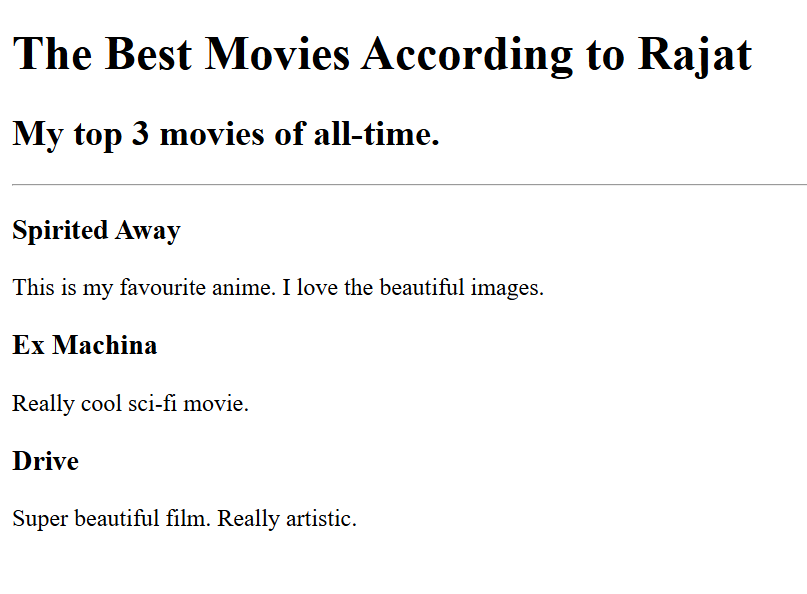 The Best Movies According to Rajat
My top 3 movies of all-time.
Spirited Away
This is my favourite anime. I love the beautiful images.
Ex Machina
Really cool sci-fi movie.
Drive
Super beautiful film. Really artistic.